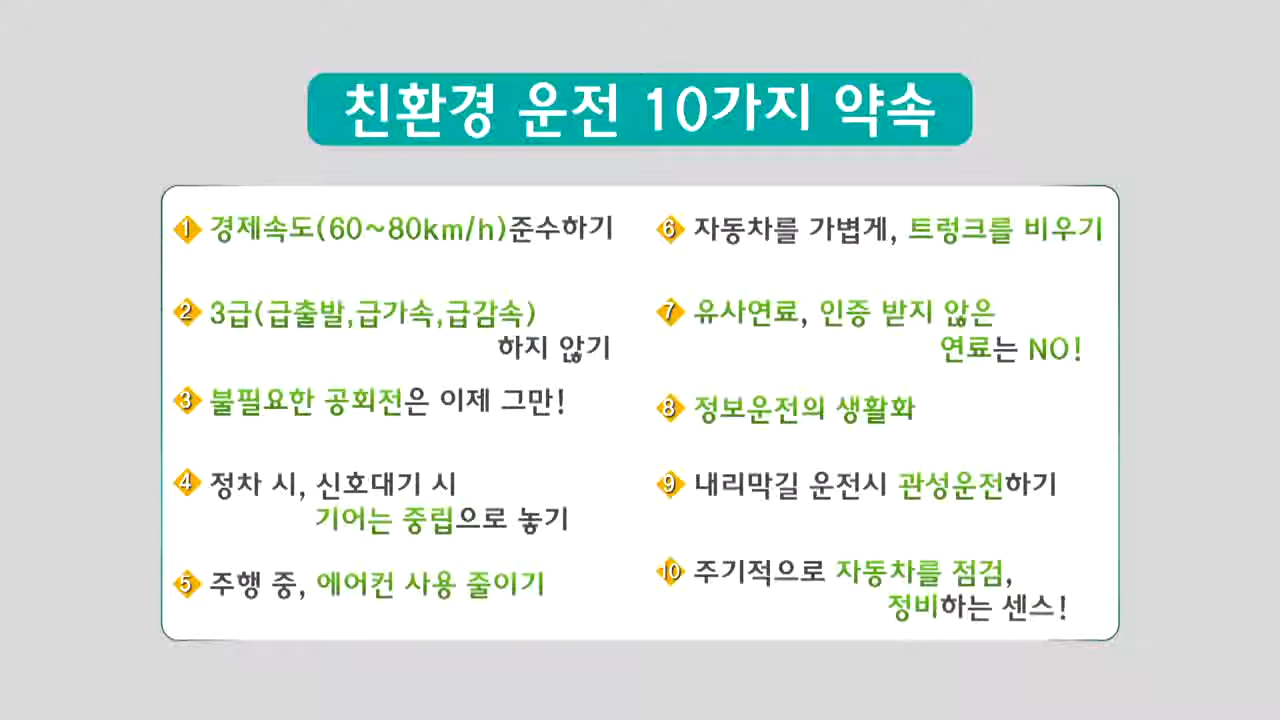 친환경 운전 10가지 약속
1 경제속도(60~80km/h)준수하기
2 3급(급출발,급가속,급감속)
하지 않기
3 불필요한 공회전은 이제 그만!
4 정차 시, 신호대기 시
기어는 중립으로 놓기
5 주행 중, 에어컨 사용 줄이기
6 자동차를 가볍게, 트렁크를 비우기
7 유사연료, 인증 받지 않은
연료는 NO!
8 정보운전의 생활화
9 내리막길 운전시 관성운전하기
10 주기적으로 자동차를 점검,
정비하는 센스!